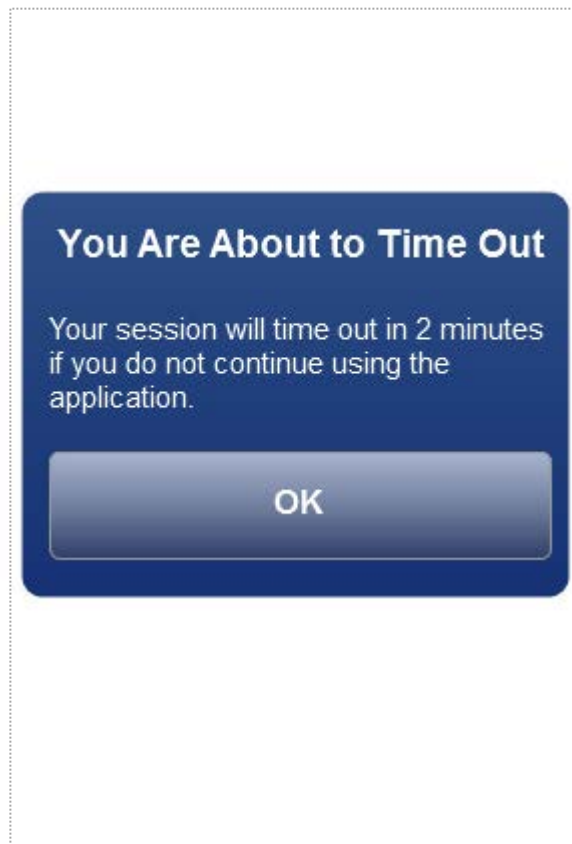 You Are About to Time Out
Your session will time out in 2 minutes
if you do not continue using the
application.
OK